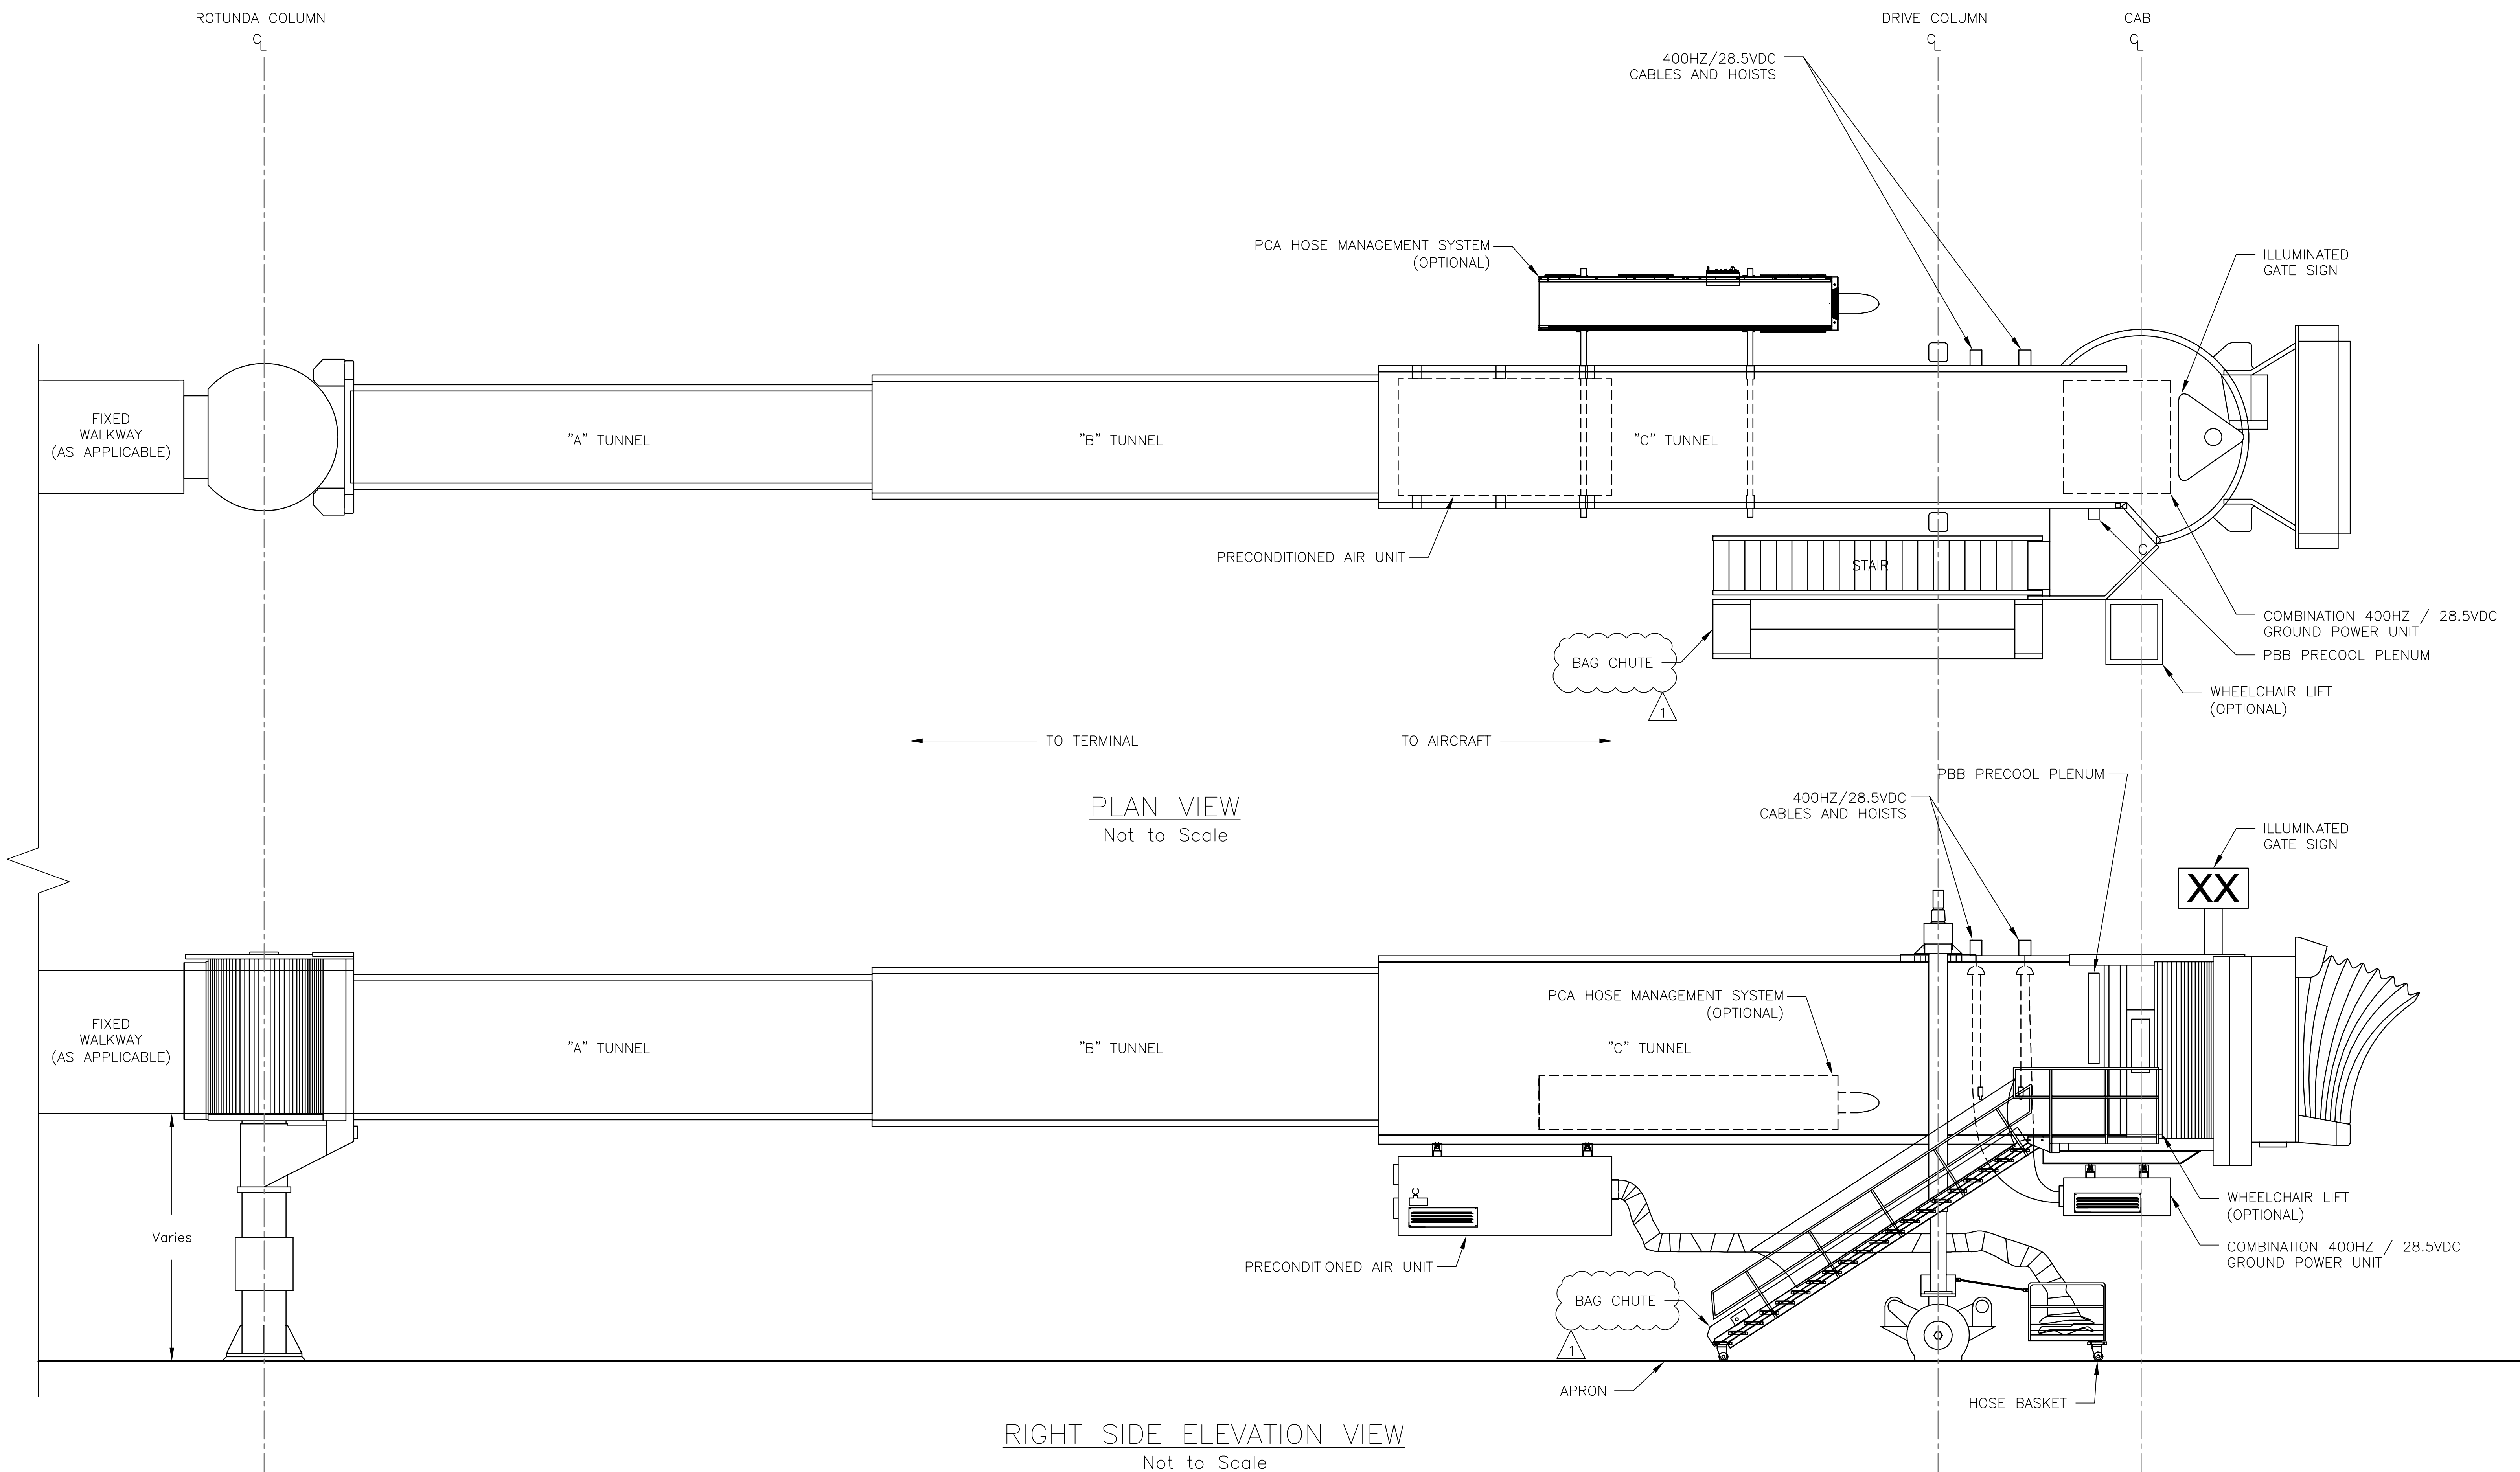 ROTUNDA COLUMN
CL
DRIVE COLUMN
CL
CAB
CL
400HZ/28.5VDC
CABLES AND HOISTS
PCA HOSE MANAGEMENT SYSTEM
(OPTIONAL)
ILLUMINATED
GATE SIGN
FIXED
WALKWAY
(AS APPLICABLE)
"A" TUNNEL
"B" TUNNEL
"C" TUNNEL
PRECONDITIONED AIR UNIT
STAIR
COMBINATION 400HZ / 28.5VDC
GROUND POWER UNIT
PBB PRECOOL PLENUM
BAG CHUTE
1
WHEELCHAIR LIFT
(OPTIONAL)
TO TERMINAL
TO AIRCRAFT
PLAN VIEW
Not to Scale
PBB PRECOOL PLENUM
400HZ/28.5VDC
CABLES AND HOISTS
ILLUMINATED
GATE SIGN
XX
PCA HOSE MANAGEMENT SYSTEM
(OPTIONAL)
FIXED
WALKWAY
(AS APPLICABLE)
"A" TUNNEL
"B" TUNNEL
"C" TUNNEL
WHEELCHAIR LIFT
(OPTIONAL)
Varies
COMBINATION 400HZ / 28.5VDC
GROUND POWER UNIT
PRECONDITIONED AIR UNIT
BAG CHUTE
1
APRON
HOSE BASKET
RIGHT SIDE ELEVATION VIEW
Not to Scale